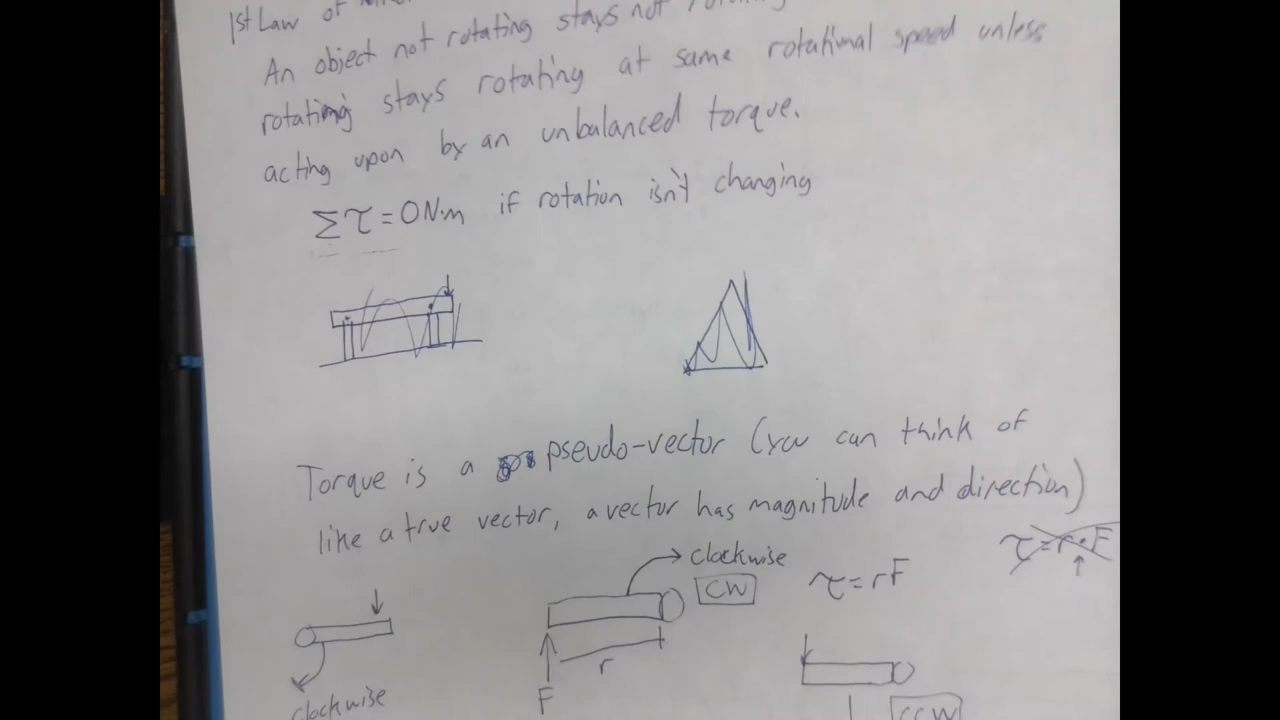 1st Law of
An object not rotating stays not rotating
rotating stays rotating at same rotational speed unless
acting upon by an unbalanced torque.
Στ = 0 N·m if rotation isn't changing
Torque is a pseudo-vector (you can think of
like a true vector, a vector has magnitude and direction)
τ = r · F
clockwise
CW
τ = rF
r
F
clockwise
CCW